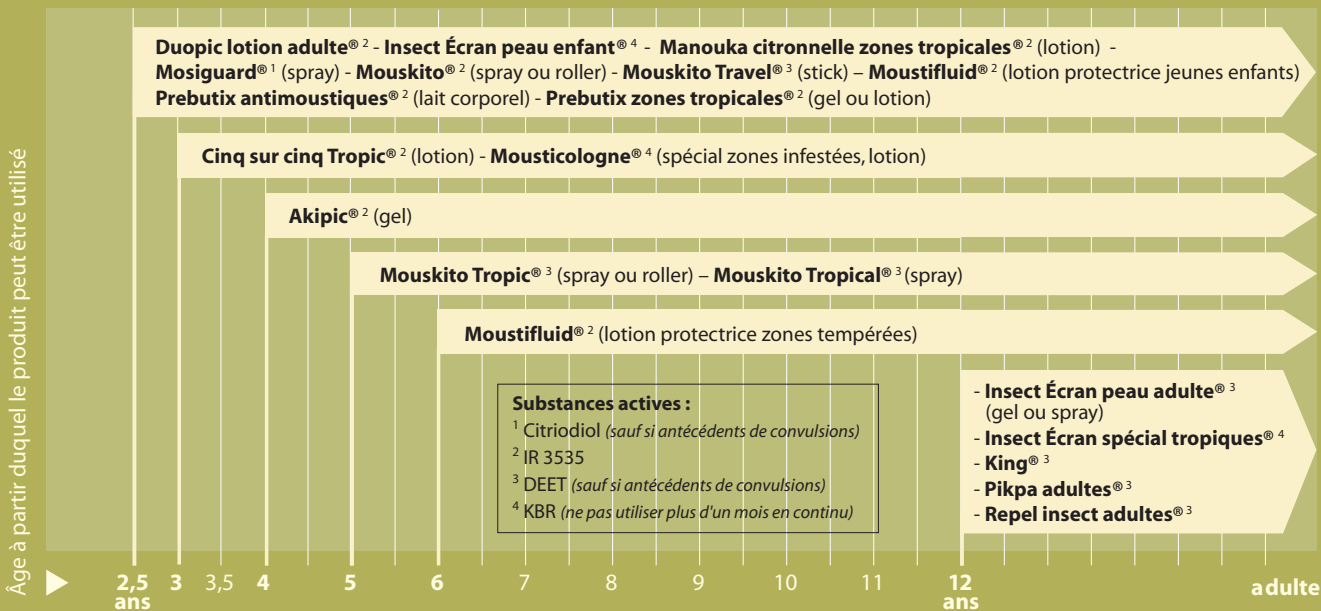 Âge à partir duquel le produit peut être utilisé
Duopic lotion adulte® ² - Insect Écran peau enfant® ⁴ - Manouka citronnelle zones tropicales® ² (lotion) -
Mosiguard® ¹ (spray) - Mouskito® ² (spray ou roller) - Mouskito Travel® ³ (stick) – Moustifluid® ² (lotion protectrice jeunes enfants)
Prebutix antimoustiques® ² (lait corporel) - Prebutix zones tropicales® ² (gel ou lotion)
Cinq sur cinq Tropic® ² (lotion) - Mousticologne® ⁴ (spécial zones infestées, lotion)
Akipic® ² (gel)
Mouskito Tropic® ³ (spray ou roller) – Mouskito Tropical® ³ (spray)
Moustifluid® ² (lotion protectrice zones tempérées)
Substances actives :
¹ Citriodiol (sauf si antécédents de convulsions)
² IR 3535
³ DEET (sauf si antécédents de convulsions)
⁴ KBR (ne pas utiliser plus d'un mois en continu)
- Insect Écran peau adulte® ³
(gel ou spray)
- Insect Écran spécial tropiques® ⁴
- King® ³
- Pikpa adultes® ³
- Repel insect adultes® ³
2,5 3 3,5 4 5 6 7 8 9 10 11 12 adulte
ans ans